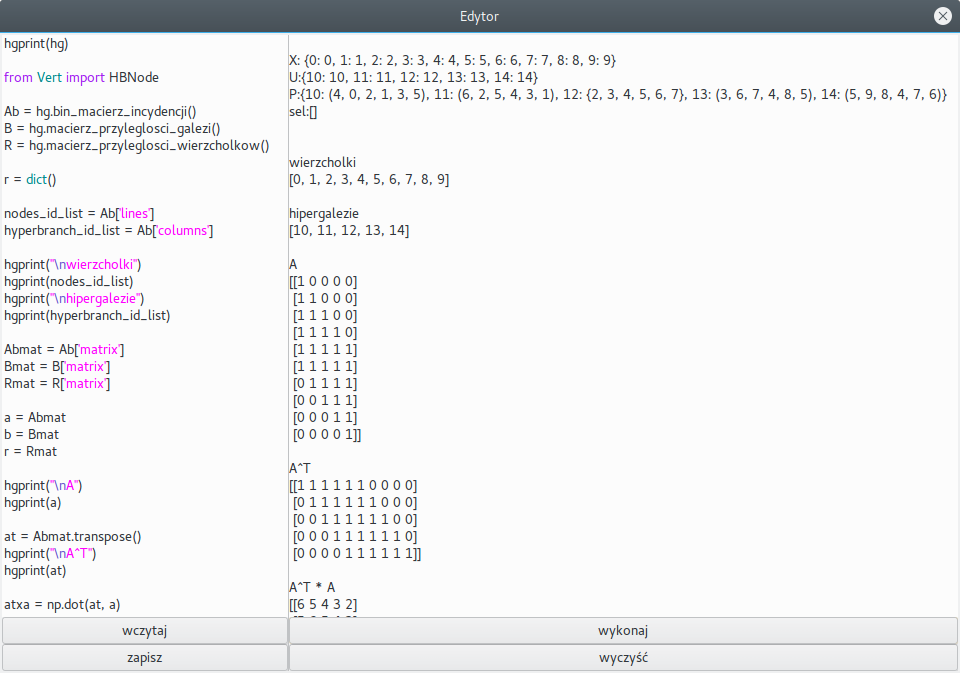 Edytor
hgprint(hg)
from Vert import HBNode
Ab = hg.bin_macierz_incydencji()
B = hg.macierz_przyleglosci_galezi()
R = hg.macierz_przyleglosci_wierzcholkow()
r = dict()
nodes_id_list = Ab['lines']
hyperbranch_id_list = Ab['columns']
hgprint("\nwierzcholki")
hgprint(nodes_id_list)
hgprint("\nhipergalezie")
hgprint(hyperbranch_id_list)
Abmat = Ab['matrix']
Bmat = B['matrix']
Rmat = R['matrix']
a = Abmat
b = Bmat
r = Rmat
hgprint("\nA")
hgprint(a)
at = Abmat.transpose()
hgprint("\nA^T")
hgprint(at)
atxa = np.dot(at, a)
X: {0: 0, 1: 1, 2: 2, 3: 3, 4: 4, 5: 5, 6: 6, 7: 7, 8: 8, 9: 9}
U:{10: 10, 11: 11, 12: 12, 13: 13, 14: 14}
P:{10: (4, 0, 2, 1, 3, 5), 11: (6, 2, 5, 4, 3, 1), 12: {2, 3, 4, 5, 6, 7}, 13: (3, 6, 7, 4, 8, 5), 14: (5, 9, 8, 4, 7, 6)}
sel:[]
wierzcholki
[0, 1, 2, 3, 4, 5, 6, 7, 8, 9]
hipergalezie
[10, 11, 12, 13, 14]
A
[[1 0 0 0 0]
[1 1 0 0 0]
[1 1 1 0 0]
[1 1 1 1 0]
[1 1 1 1 1]
[1 1 1 1 1]
[0 1 1 1 1]
[0 0 1 1 1]
[0 0 0 1 1]
[0 0 0 0 1]]
A^T
[[1 1 1 1 1 1 0 0 0 0]
[0 1 1 1 1 1 1 0 0 0]
[0 0 1 1 1 1 1 1 0 0]
[0 0 0 1 1 1 1 1 1 0]
[0 0 0 0 1 1 1 1 1 1]]
A^T * A
[[6 5 4 3 2]
wczytaj
wykonaj
zapisz
wyczyść